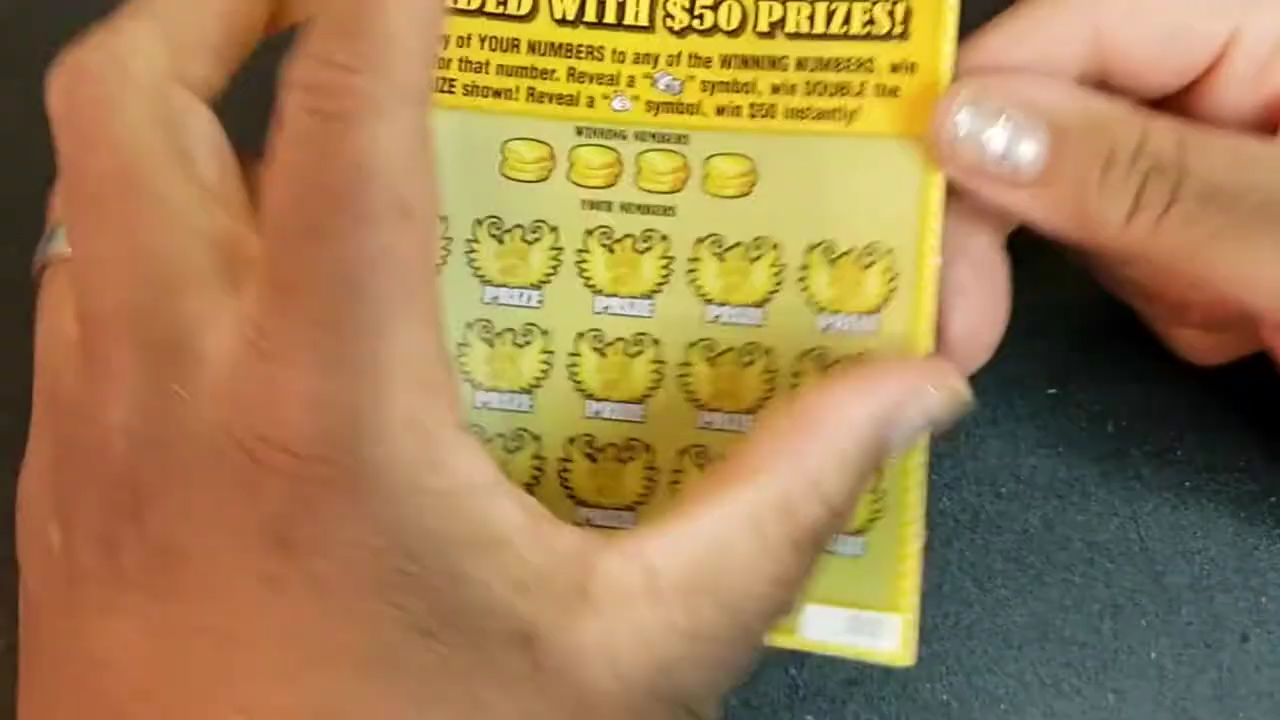 DED WITH $50 PRIZES!
y of YOUR NUMBERS to any of the WINNING NUMBERS, win
for that number. Reveal a " " symbol, win DOUBLE the
IZE shown! Reveal a " " symbol, win $50 instantly!
WINNING NUMBERS
YOUR NUMBERS
PRIZE PRIZE PRIZE PRIZE
PRIZE PRIZE PRIZE
PRIZE